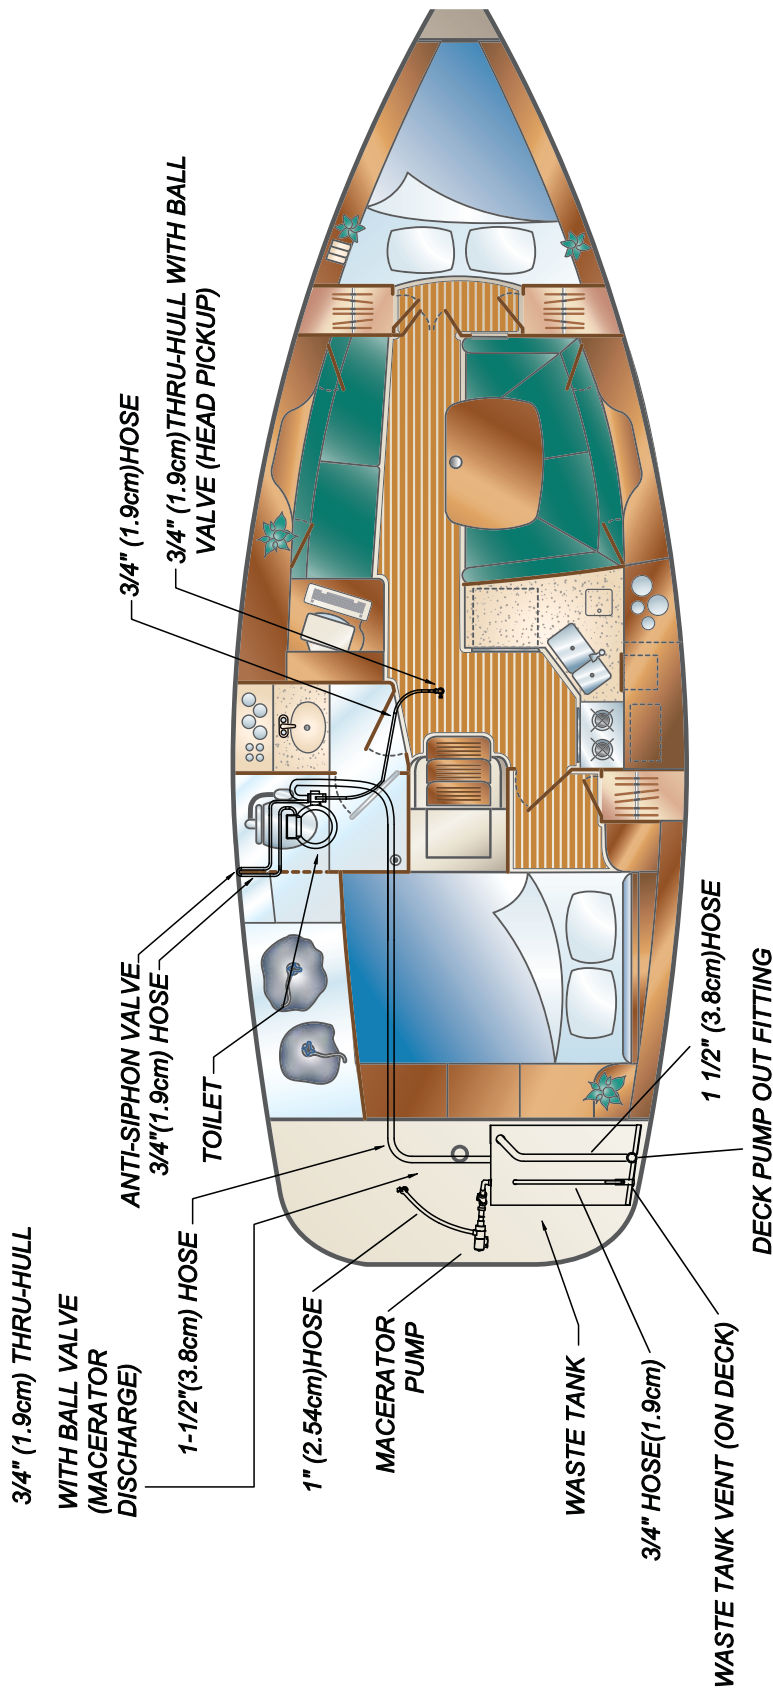 3/4" (1.9cm) THRU-HULL
WITH BALL VALVE
(MACERATOR
DISCHARGE)
1-1/2"(3.8cm) HOSE
1" (2.54cm)HOSE
MACERATOR
PUMP
WASTE TANK
3/4" HOSE(1.9cm)
WASTE TANK VENT (ON DECK)
ANTI-SIPHON VALVE
3/4"(1.9cm) HOSE
TOILET
1 1/2" (3.8cm)HOSE
DECK PUMP OUT FITTING
3/4" (1.9cm)HOSE
3/4" (1.9cm)THRU-HULL WITH BALL
VALVE (HEAD PICKUP)